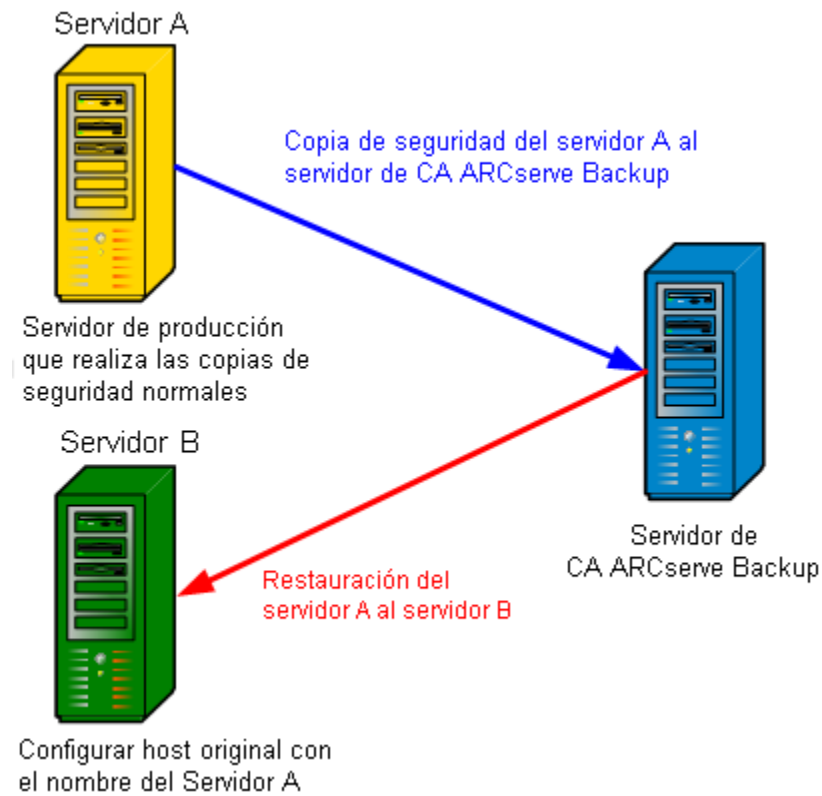 Servidor A
Copia de seguridad del servidor A al
servidor de CA ARCserve Backup
Servidor de producción
que realiza las copias de
seguridad normales
Servidor B
Servidor de
CA ARCserve Backup
Restauración del
servidor A al servidor B
Configurar host original con
el nombre del Servidor A